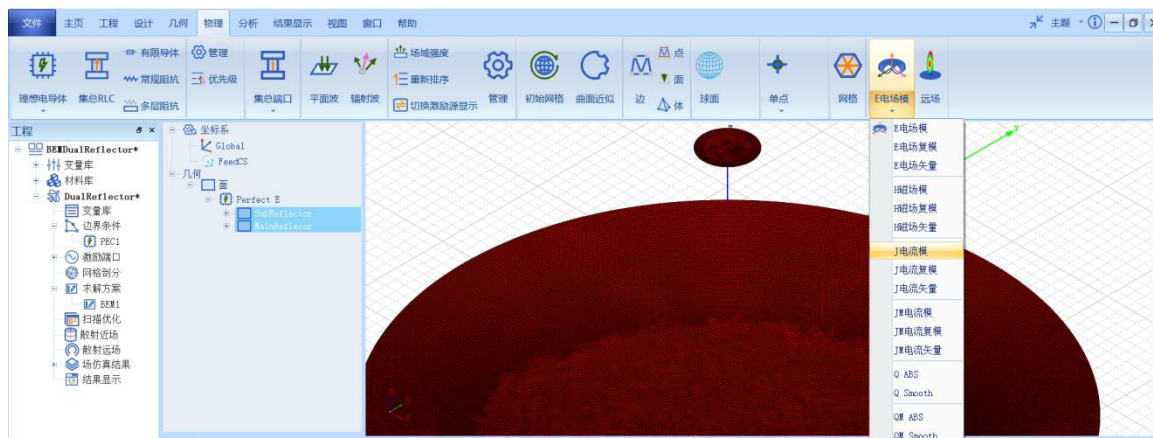 文件 主页 工程 设计 几何 物理 分析 结果显示 视图 窗口 帮助 主题
理想电导体 集总RLC 有限导体 常规阻抗 多层阻抗 管理 优先级 集总端口 平面波 辐射波 场域强度 重新排序 切换激励源显示 管理 初始网格 曲面近似 边 点 面 体 球面 单点 网格 E电场模 远场
工程
BEMDualReflector*
变量库
材料库
DualReflector*
变量库
边界条件
PEC1
激励端口
网格剖分
求解方案
BEM1
扫描优化
散射近场
散射远场
场仿真结果
结果显示
坐标系
Global
FeedCS
几何
面
Perfect E
SubReflector
MainReflecor
Y
E电场模
E电场复模
E电场矢量
H磁场模
H磁场复模
H磁场矢量
J电流模
J电流复模
J电流矢量
JM电流模
JM电流复模
JM电流矢量
Q ABS
Q Smooth
QM ABS
QM Smooth